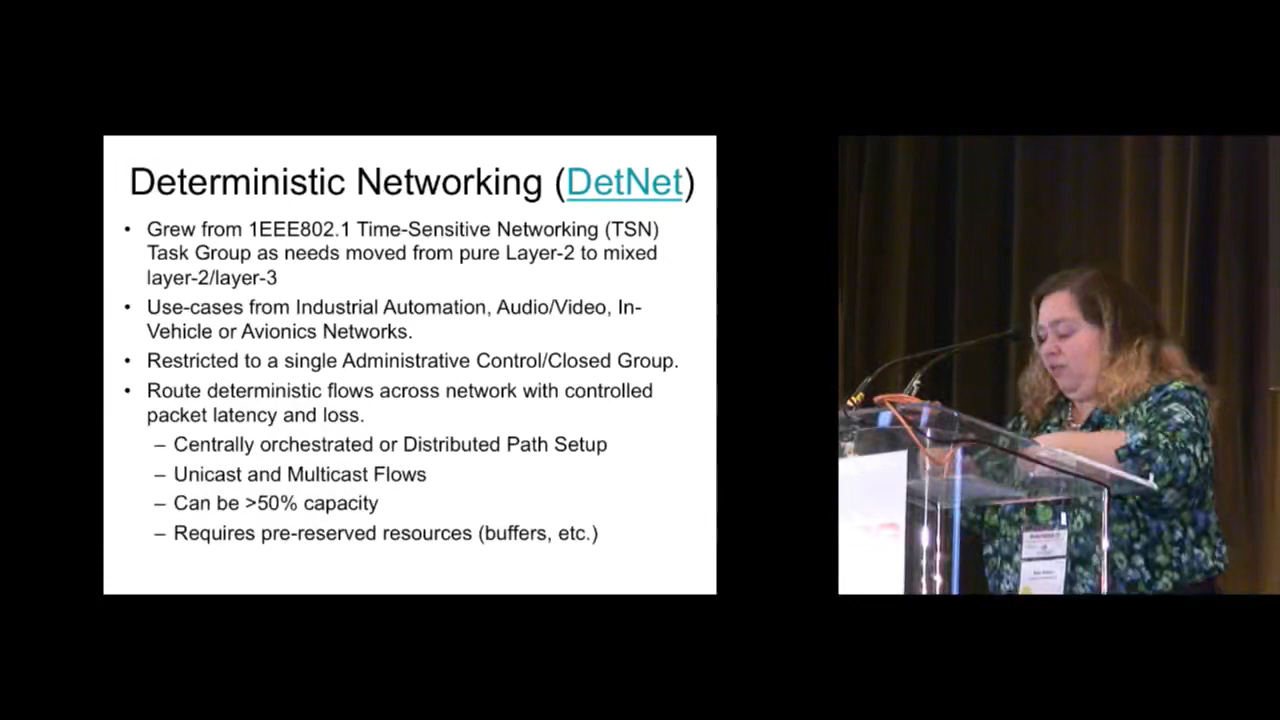 Deterministic Networking (DetNet)
• Grew from 1EEE802.1 Time-Sensitive Networking (TSN)
Task Group as needs moved from pure Layer-2 to mixed
layer-2/layer-3
• Use-cases from Industrial Automation, Audio/Video, In-
Vehicle or Avionics Networks.
• Restricted to a single Administrative Control/Closed Group.
• Route deterministic flows across network with controlled
packet latency and loss.
– Centrally orchestrated or Distributed Path Setup
– Unicast and Multicast Flows
– Can be >50% capacity
– Requires pre-reserved resources (buffers, etc.)